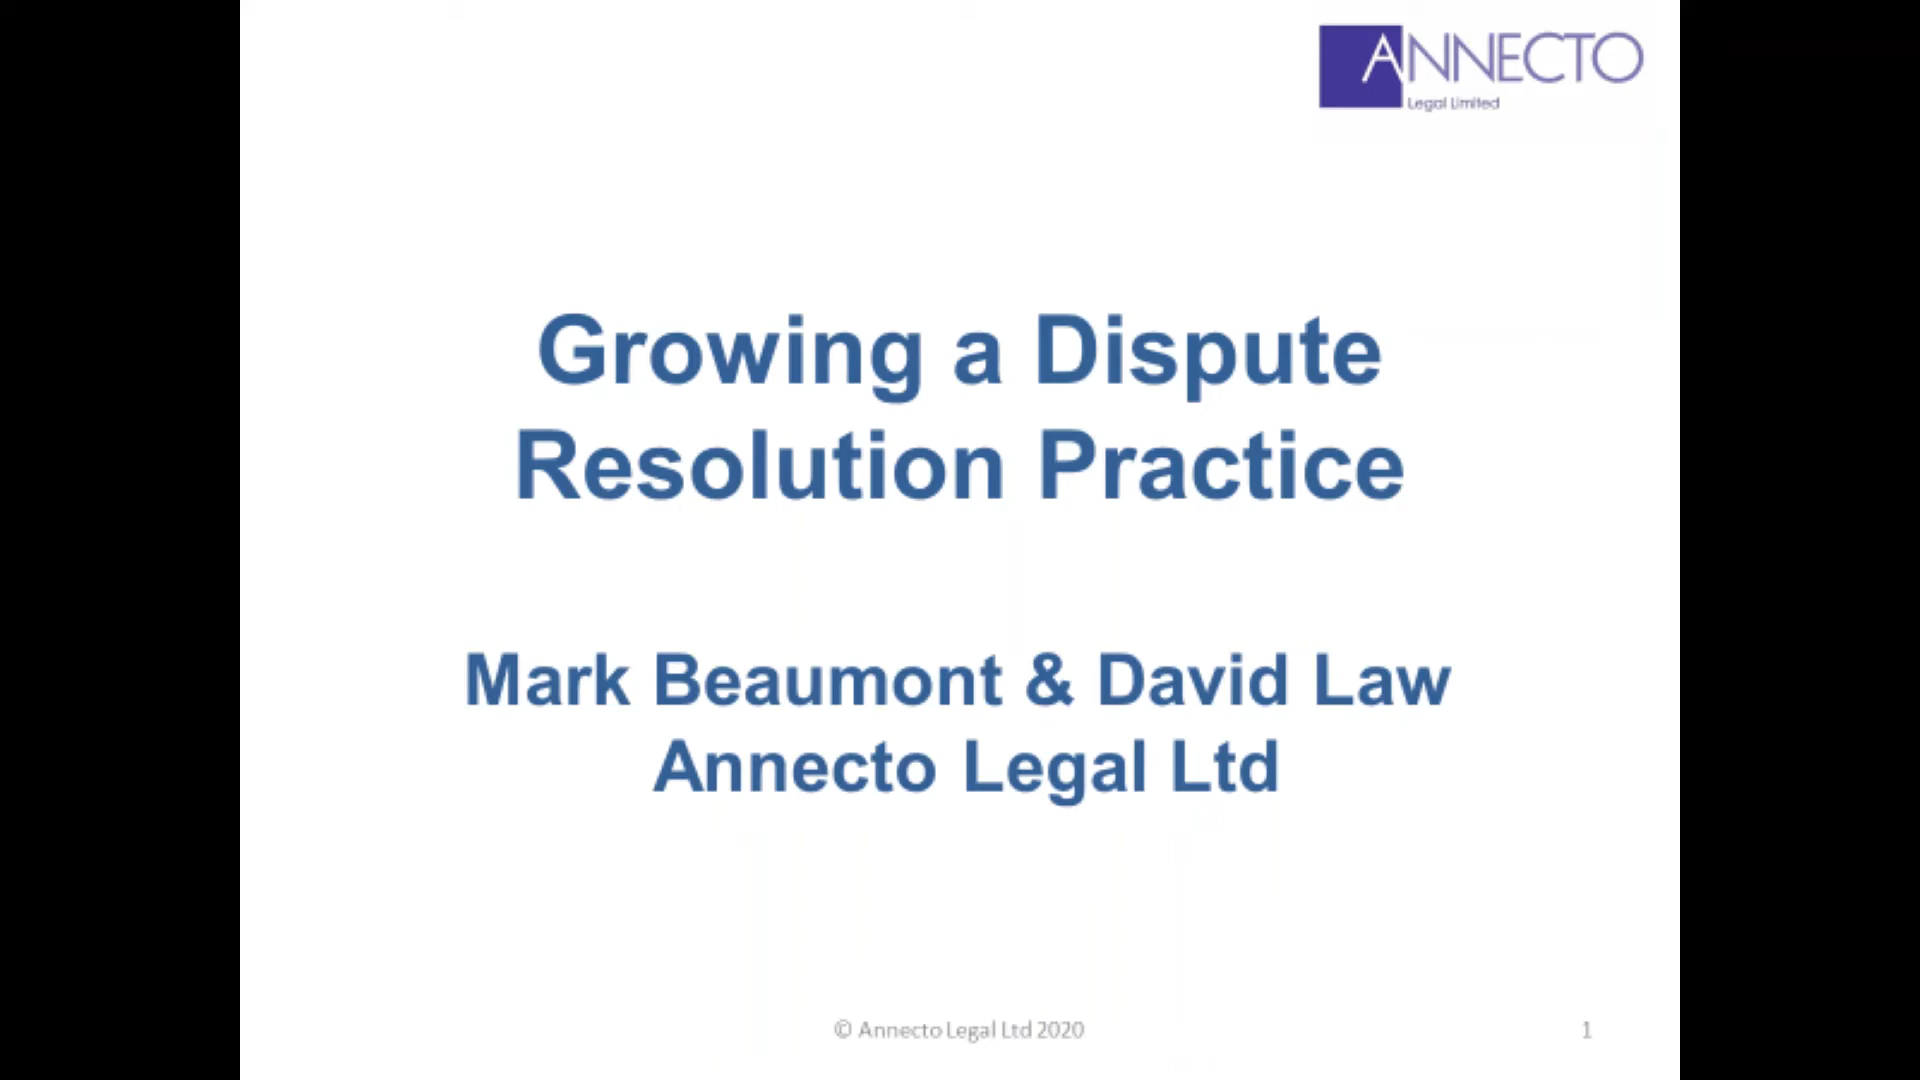 ANNECTO
Legal Limited
Growing a Dispute
Resolution Practice
Mark Beaumont & David Law
Annecto Legal Ltd
© Annecto Legal Ltd 2020
1